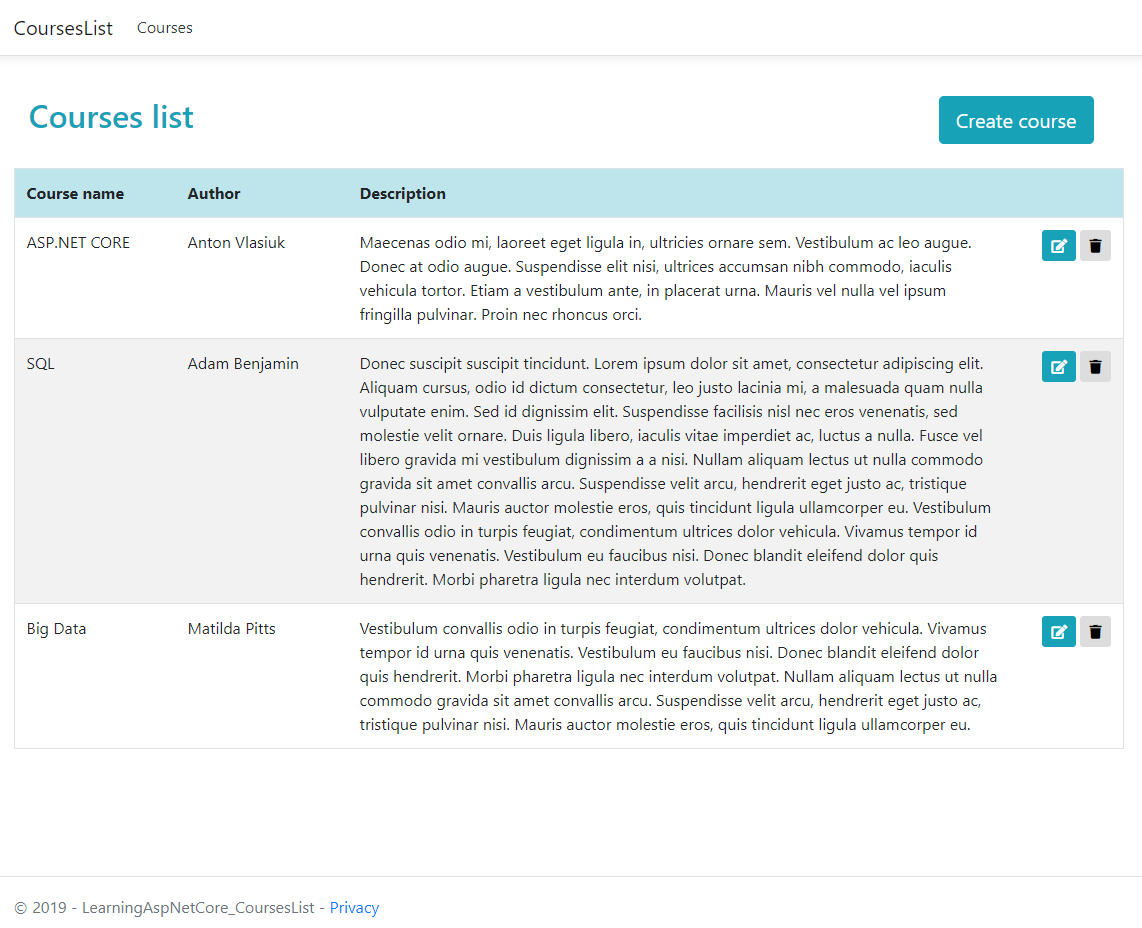 CoursesList Courses
Courses list
Create course
Course name Author Description
ASP.NET CORE Anton Vlasiuk Maecenas odio mi, laoreet eget ligula in, ultricies ornare sem. Vestibulum ac leo augue.
Donec at odio augue. Suspendisse elit nisi, ultrices accumsan nibh commodo, iaculis
vehicula tortor. Etiam a vestibulum ante, in placerat urna. Mauris vel nulla vel ipsum
fringilla pulvinar. Proin nec rhoncus orci.
SQL Adam Benjamin Donec suscipit suscipit tincidunt. Lorem ipsum dolor sit amet, consectetur adipiscing elit.
Aliquam cursus, odio id dictum consectetur, leo justo lacinia mi, a malesuada quam nulla
vulputate enim. Sed id dignissim elit. Suspendisse facilisis nisl nec eros venenatis, sed
molestie velit ornare. Duis ligula libero, iaculis vitae imperdiet ac, luctus a nulla. Fusce vel
libero gravida mi vestibulum dignissim a a nisi. Nullam aliquam lectus ut nulla commodo
gravida sit amet convallis arcu. Suspendisse velit arcu, hendrerit eget justo ac, tristique
pulvinar nisi. Mauris auctor molestie eros, quis tincidunt ligula ullamcorper eu. Vestibulum
convallis odio in turpis feugiat, condimentum ultrices dolor vehicula. Vivamus tempor id
urna quis venenatis. Vestibulum eu faucibus nisi. Donec blandit eleifend dolor quis
hendrerit. Morbi pharetra ligula nec interdum volutpat.
Big Data Matilda Pitts Vestibulum convallis odio in turpis feugiat, condimentum ultrices dolor vehicula. Vivamus
tempor id urna quis venenatis. Vestibulum eu faucibus nisi. Donec blandit eleifend dolor
quis hendrerit. Morbi pharetra ligula nec interdum volutpat. Nullam aliquam lectus ut nulla
commodo gravida sit amet convallis arcu. Suspendisse velit arcu, hendrerit eget justo ac,
tristique pulvinar nisi. Mauris auctor molestie eros, quis tincidunt ligula ullamcorper eu.
© 2019 - LearningAspNetCore_CoursesList - Privacy